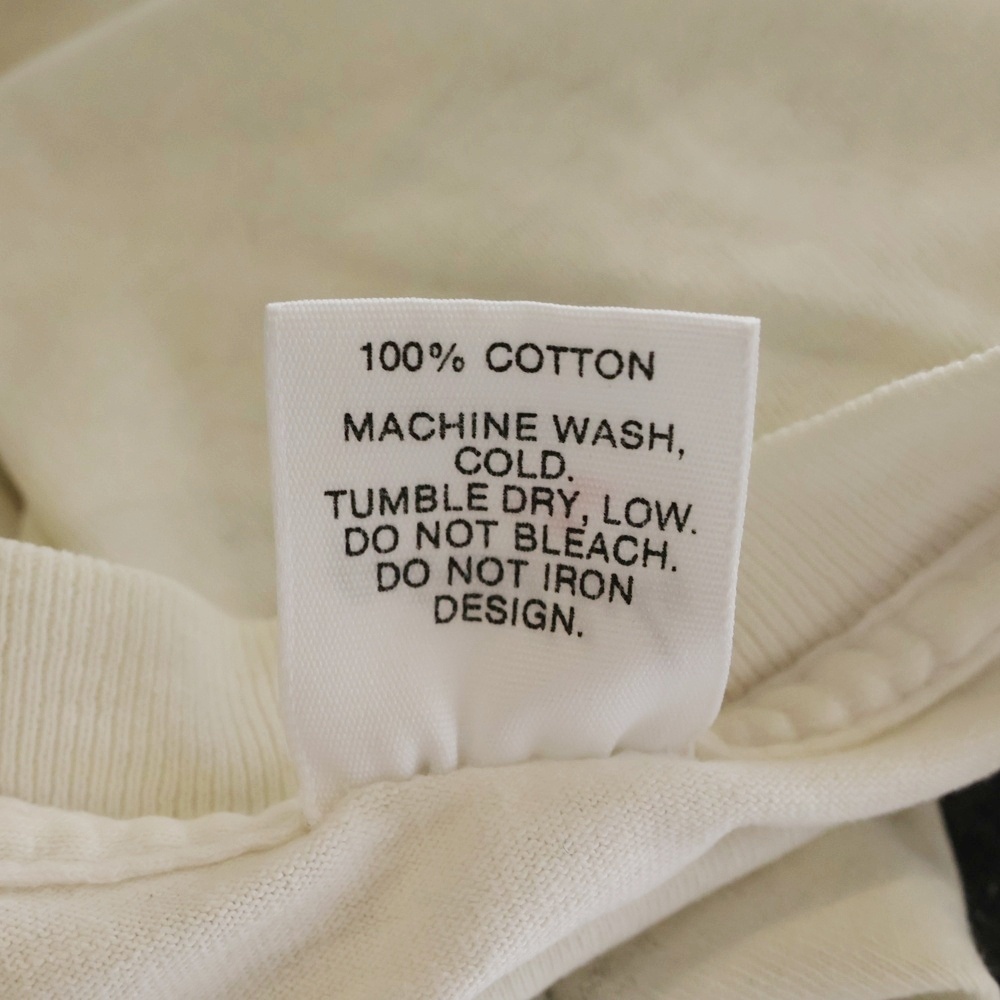 100% COTTON
MACHINE WASH,
COLD.
TUMBLE DRY, LOW.
DO NOT BLEACH.
DO NOT IRON
DESIGN.